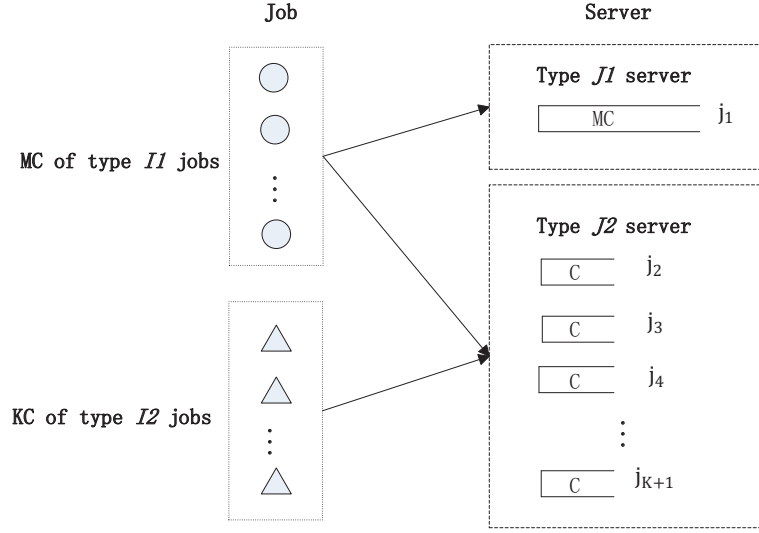 Job
Server
Type J1 server
MC
j1
MC of type I1 jobs
Type J2 server
C
j2
C
j3
C
j4
KC of type I2 jobs
C
jK+1